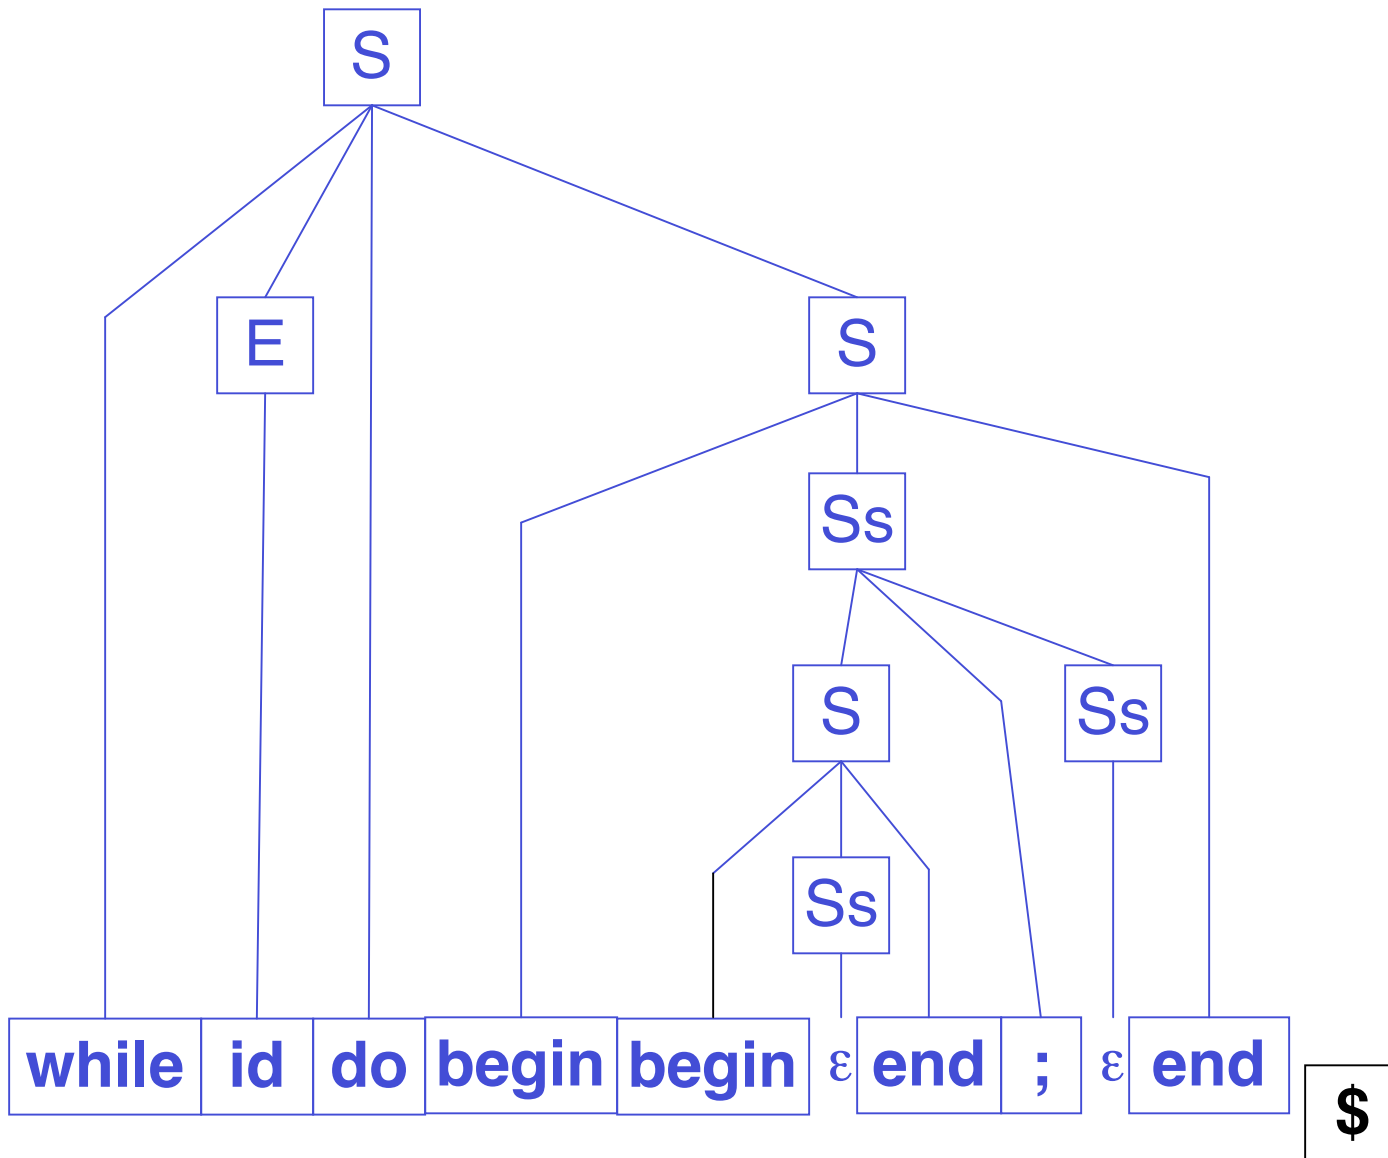 S
E S
Ss
S Ss
Ss
while id do begin begin ε end ; ε end
$